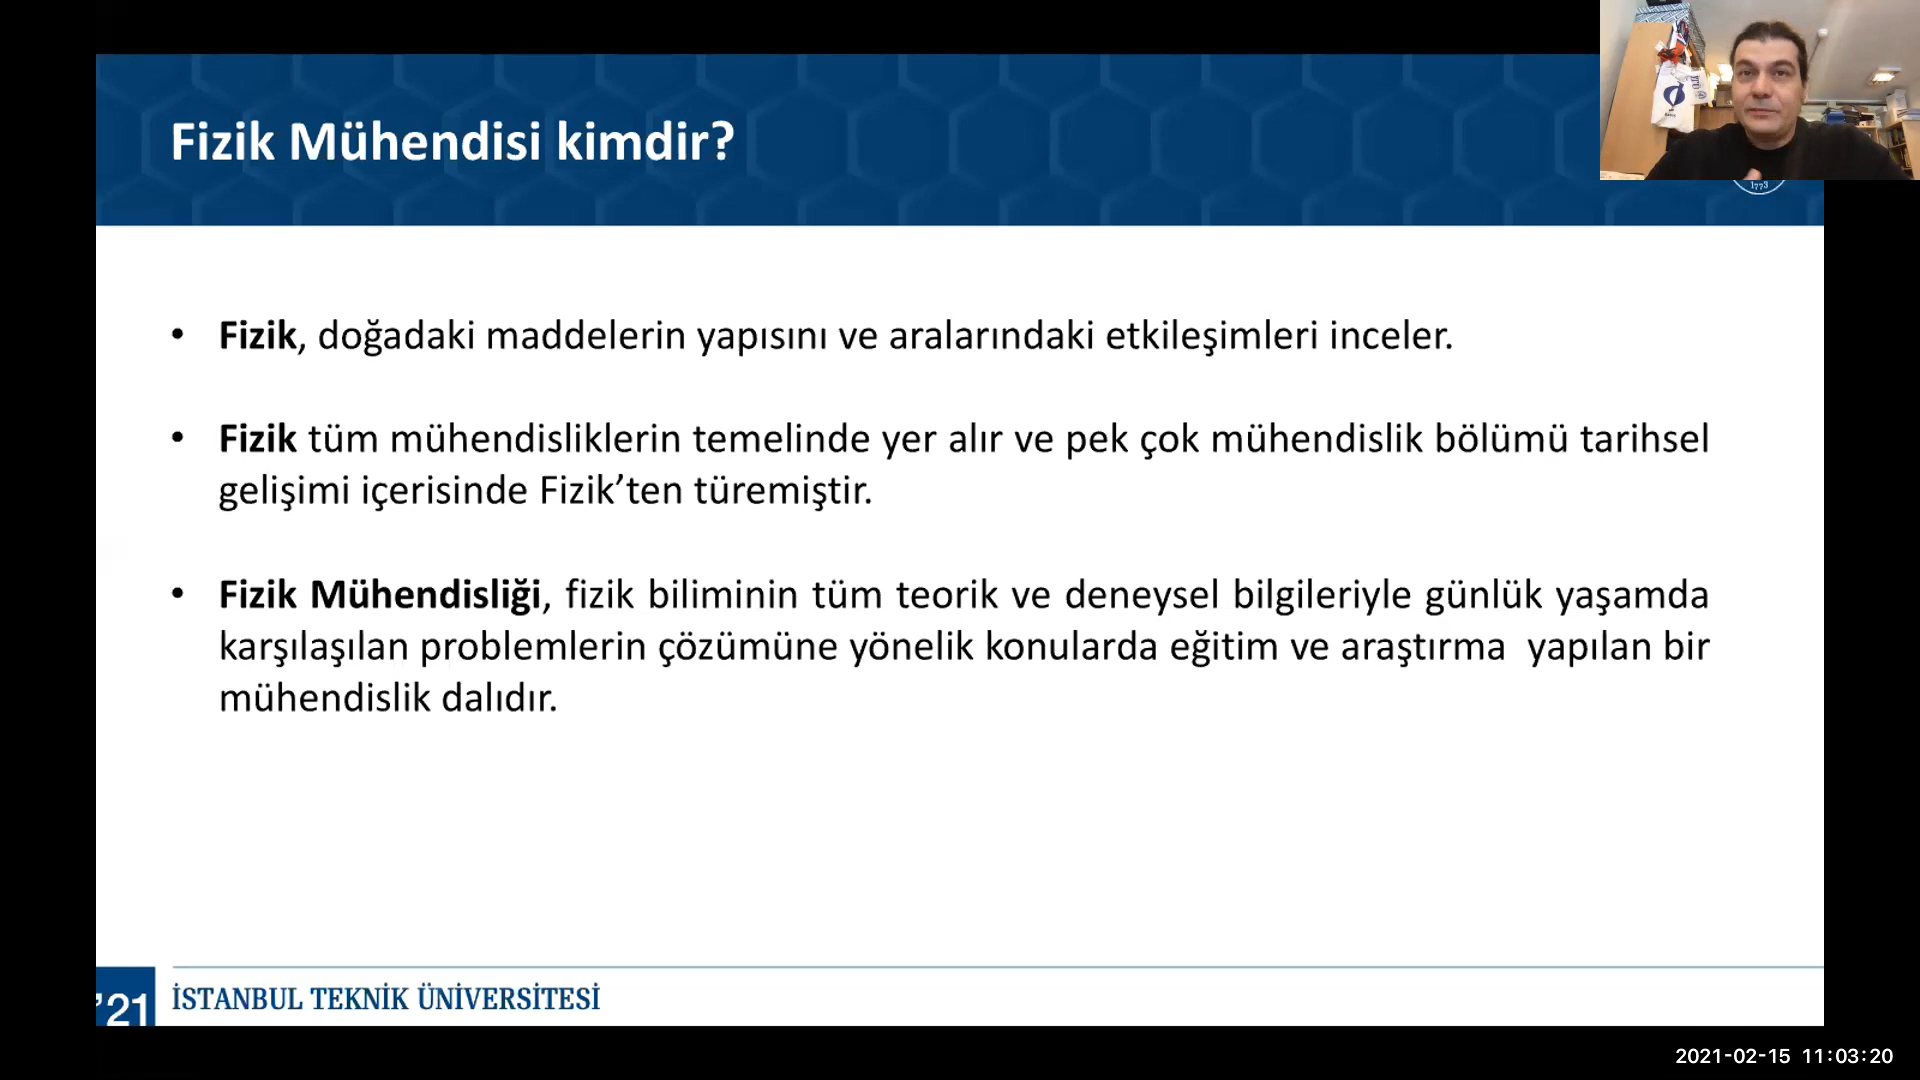 Fizik Mühendisi kimdir?
1773
• Fizik, doğadaki maddelerin yapısını ve aralarındaki etkileşimleri inceler.
• Fizik tüm mühendisliklerin temelinde yer alır ve pek çok mühendislik bölümü tarihsel
gelişimi içerisinde Fizik’ten türemiştir.
• Fizik Mühendisliği, fizik biliminin tüm teorik ve deneysel bilgileriyle günlük yaşamda
karşılaşılan problemlerin çözümüne yönelik konularda eğitim ve araştırma  yapılan bir
mühendislik dalıdır.
’21
İSTANBUL TEKNİK ÜNİVERSİTESİ
2021-02-15 11:03:20